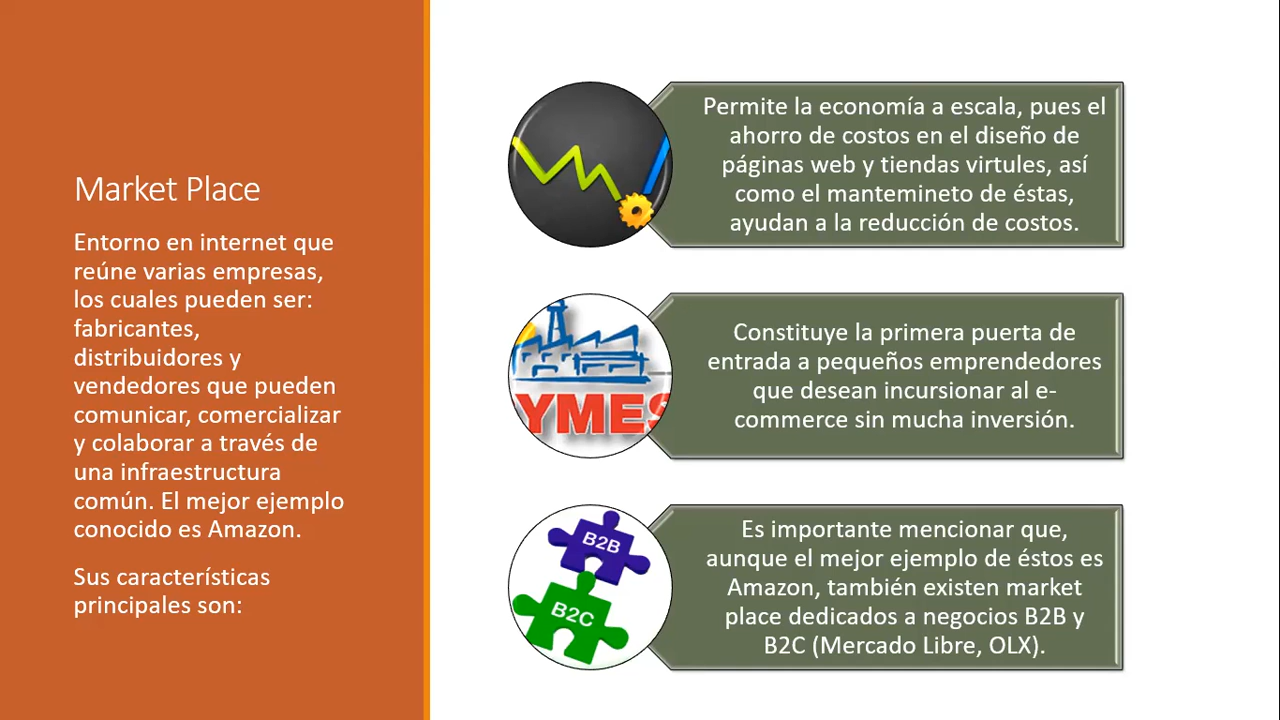 Market Place
Entorno en internet que
reúne varias empresas,
los cuales pueden ser:
fabricantes,
distribuidores y
vendedores que pueden
comunicar, comercializar
y colaborar a través de
una infraestructura
común. El mejor ejemplo
conocido es Amazon.
Sus características
principales son:
Permite la economía a escala, pues el
ahorro de costos en el diseño de
páginas web y tiendas virtules, así
como el mantemineto de éstas,
ayudan a la reducción de costos.
YMES
Constituye la primera puerta de
entrada a pequeños emprendedores
que desean incursionar al e-
commerce sin mucha inversión.
B2B
B2C
Es importante mencionar que,
aunque el mejor ejemplo de éstos es
Amazon, también existen market
place dedicados a negocios B2B y
B2C (Mercado Libre, OLX).